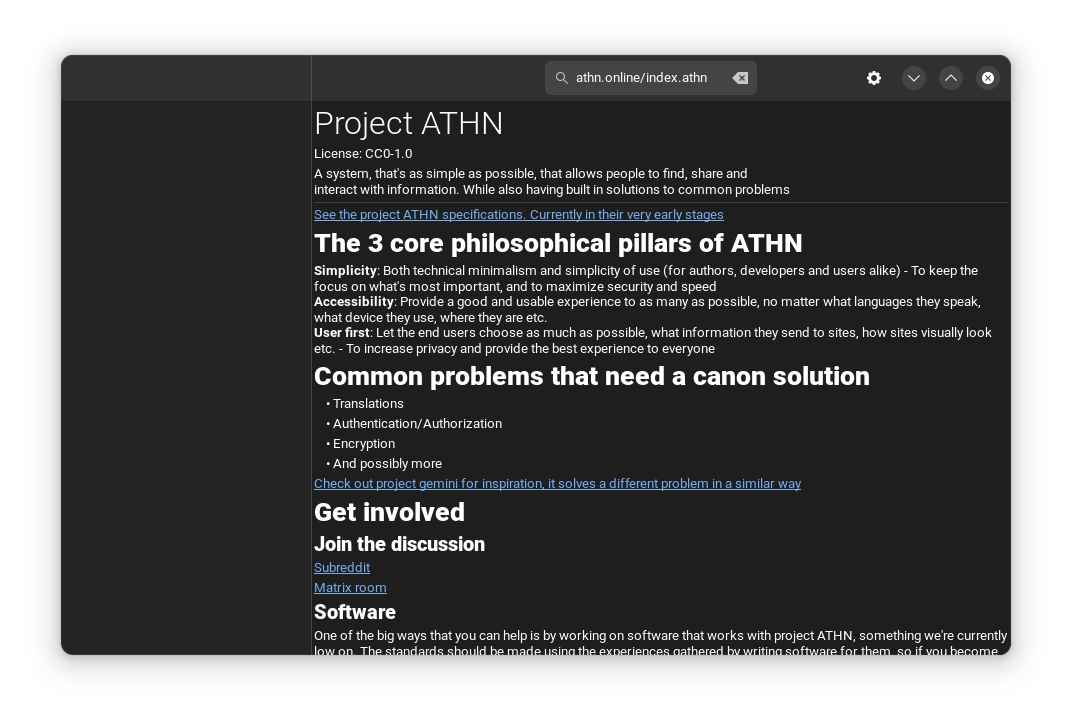 athn.online/index.athn
Project ATHN
License: CC0-1.0
A system, that's as simple as possible, that allows people to find, share and
interact with information. While also having built in solutions to common problems
See the project ATHN specifications. Currently in their very early stages
The 3 core philosophical pillars of ATHN
Simplicity: Both technical minimalism and simplicity of use (for authors, developers and users alike) - To keep the
focus on what's most important, and to maximize security and speed
Accessibility: Provide a good and usable experience to as many as possible, no matter what languages they speak,
what device they use, where they are etc.
User first: Let the end users choose as much as possible, what information they send to sites, how sites visually look
etc. - To increase privacy and provide the best experience to everyone
Common problems that need a canon solution
• Translations
• Authentication/Authorization
• Encryption
• And possibly more
Check out project gemini for inspiration, it solves a different problem in a similar way
Get involved
Join the discussion
Subreddit
Matrix room
Software
One of the big ways that you can help is by working on software that works with project ATHN, something we're currently
low on. The standards should be made using the experiences gathered by writing software for them, so if you become